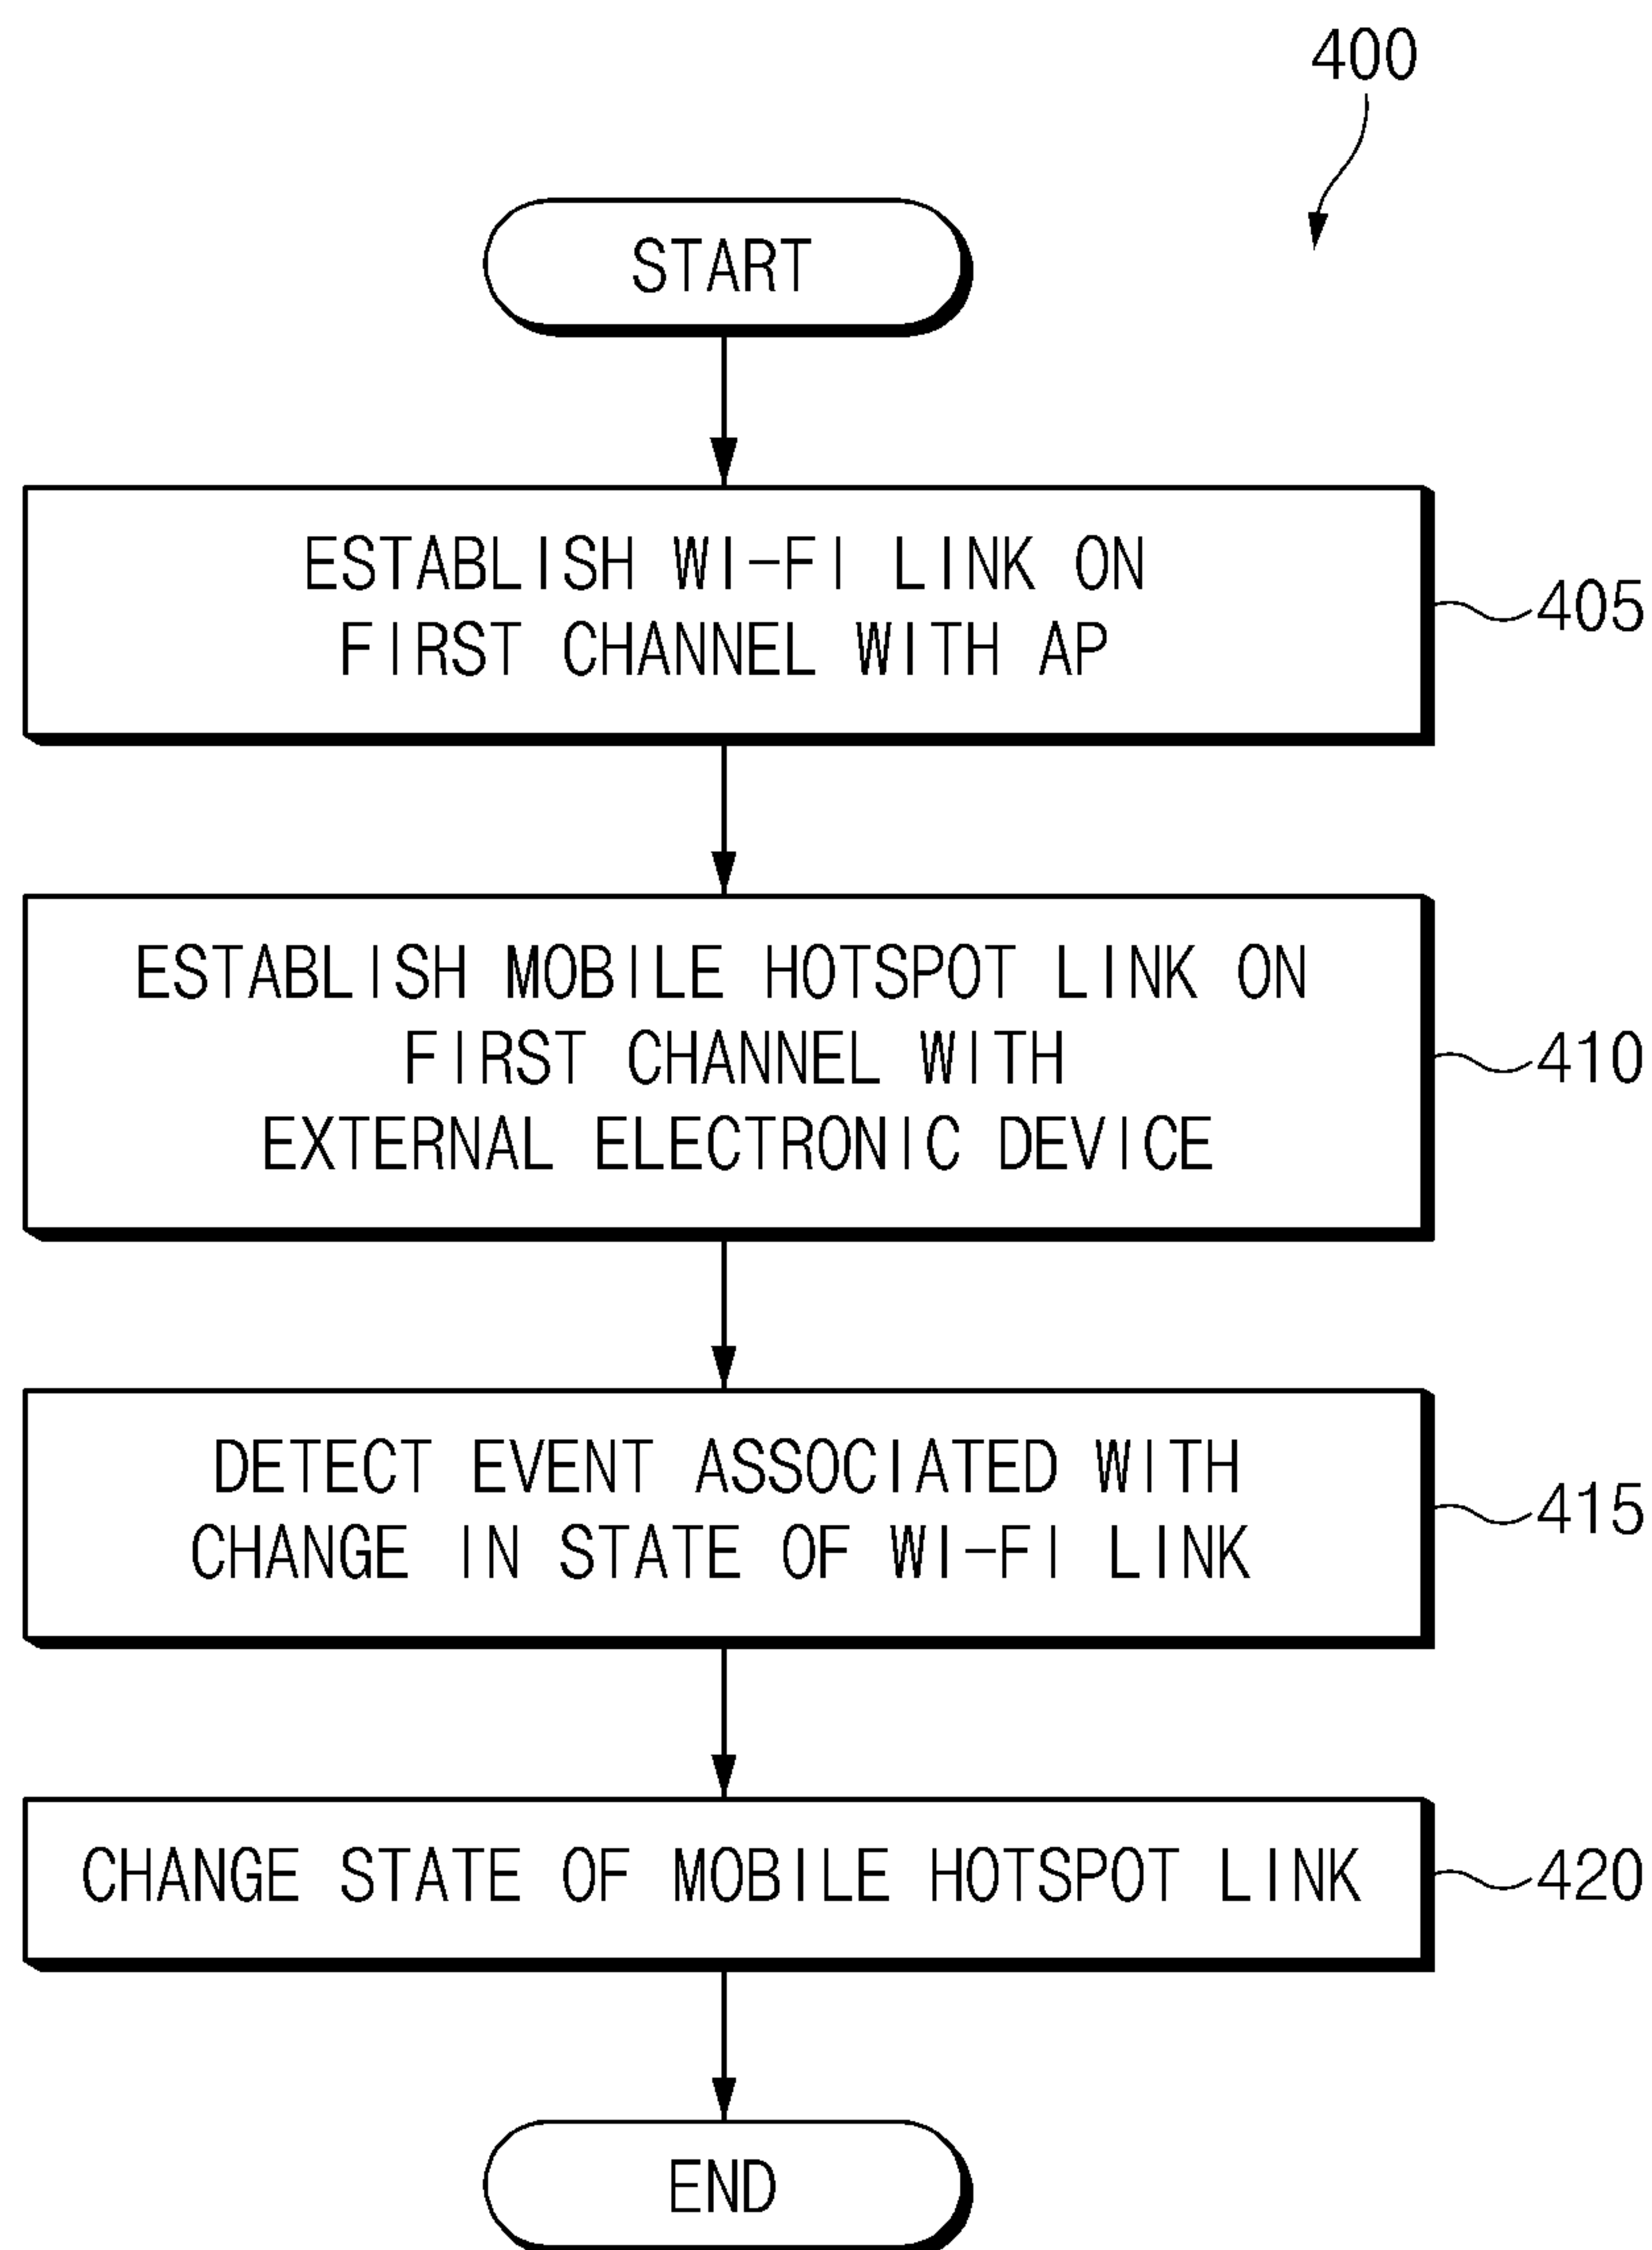 400
START
ESTABLISH WI-FI LINK ON
FIRST CHANNEL WITH AP
405
ESTABLISH MOBILE HOTSPOT LINK ON
FIRST CHANNEL WITH
EXTERNAL ELECTRONIC DEVICE
410
DETECT EVENT ASSOCIATED WITH
CHANGE IN STATE OF WI-FI LINK
415
CHANGE STATE OF MOBILE HOTSPOT LINK
420
END